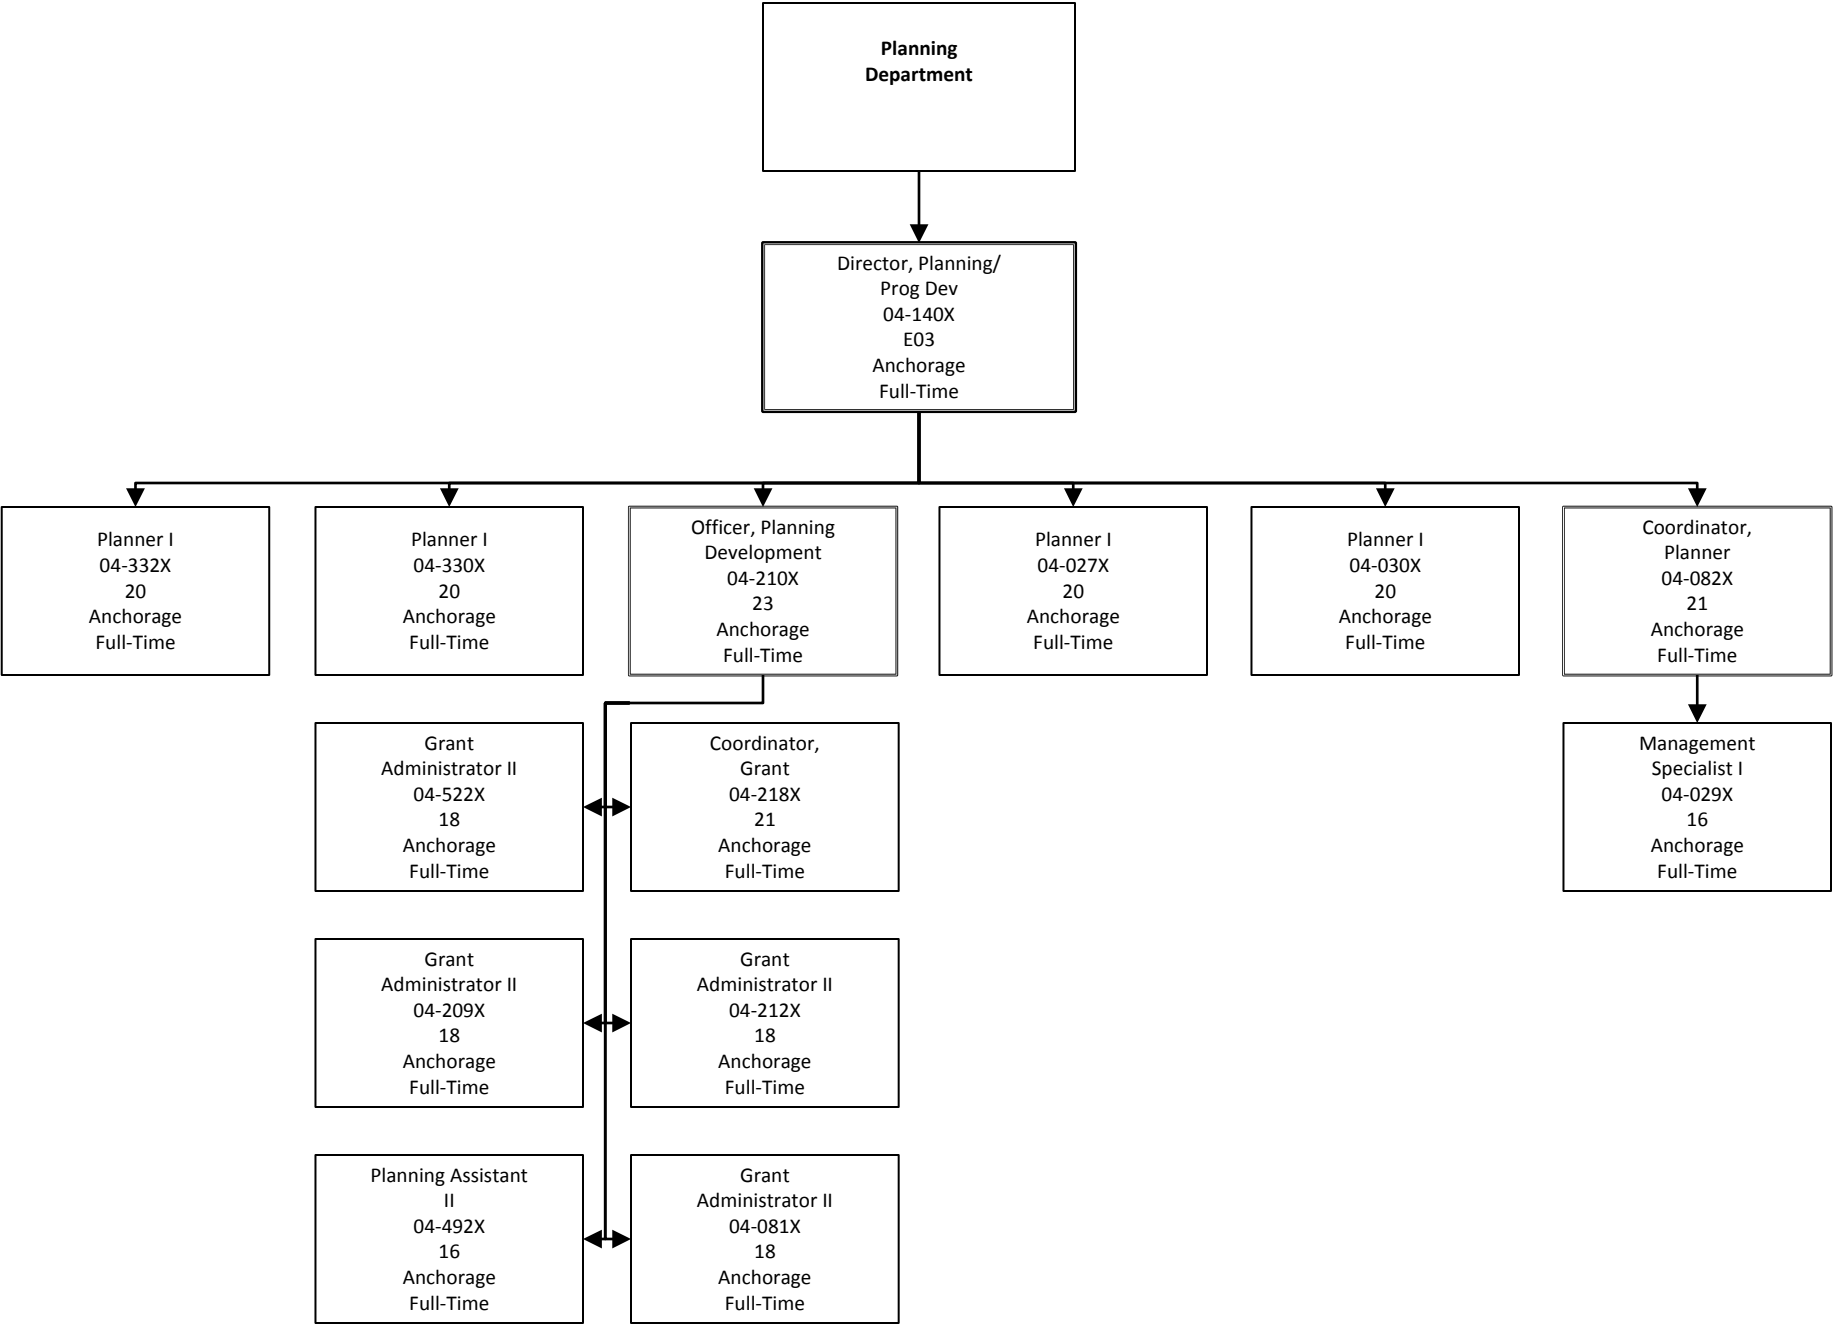 Planning
Department
Director, Planning/
Prog Dev
04-140X
E03
Anchorage
Full-Time
Planner I
04-332X
20
Anchorage
Full-Time
Planner I
04-330X
20
Anchorage
Full-Time
Officer, Planning
Development
04-210X
23
Anchorage
Full-Time
Planner I
04-027X
20
Anchorage
Full-Time
Planner I
04-030X
20
Anchorage
Full-Time
Coordinator,
Planner
04-082X
21
Anchorage
Full-Time
Grant
Administrator II
04-522X
18
Anchorage
Full-Time
Coordinator,
Grant
04-218X
21
Anchorage
Full-Time
Management
Specialist I
04-029X
16
Anchorage
Full-Time
Grant
Administrator II
04-209X
18
Anchorage
Full-Time
Grant
Administrator II
04-212X
18
Anchorage
Full-Time
Planning Assistant
II
04-492X
16
Anchorage
Full-Time
Grant
Administrator II
04-081X
18
Anchorage
Full-Time